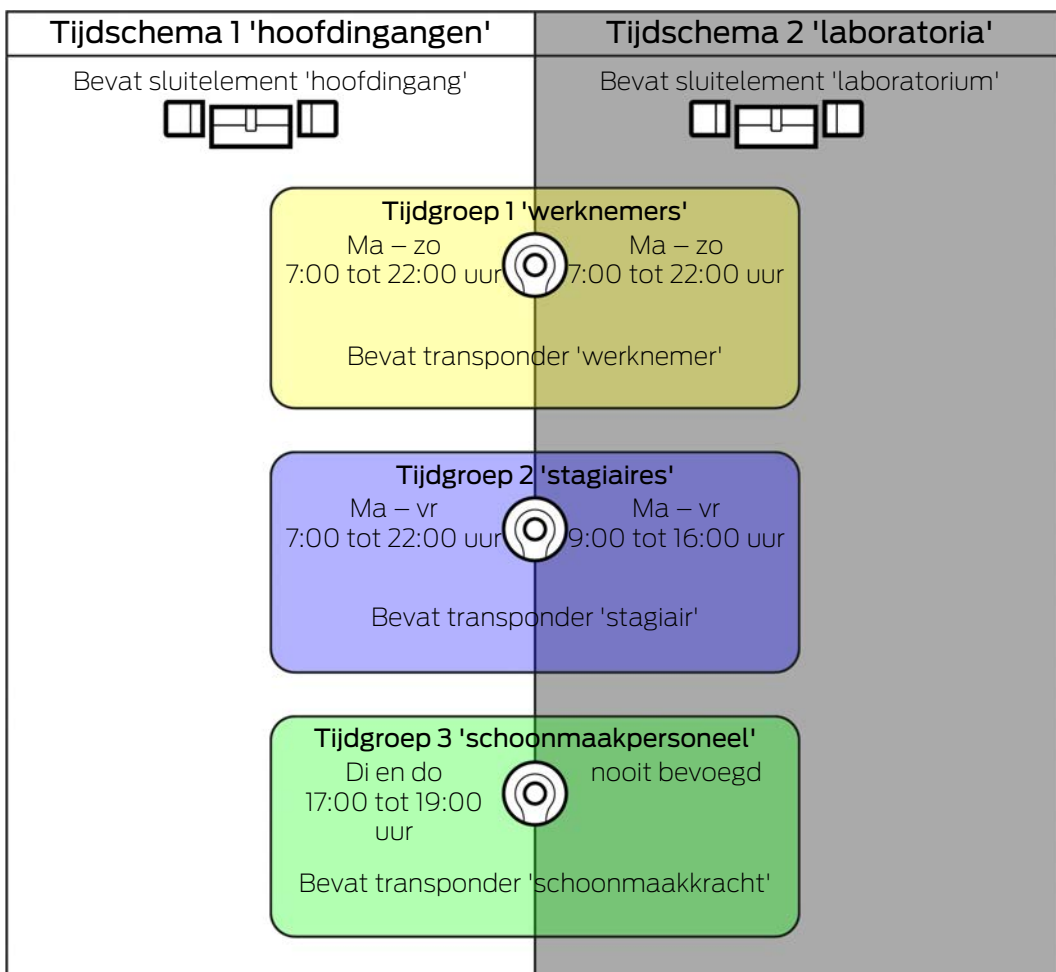 Tijdschema 1 'hoofdingangen'
Tijdschema 2 'laboratoria'
Bevat sluitelement 'hoofdingang'
Bevat sluitelement 'laboratorium'
Tijdgroep 1 'werknemers'
Ma – zo
7:00 tot 22:00 uur
Ma – zo
7:00 tot 22:00 uur
Bevat transponder 'werknemer'
Tijdgroep 2 'stagiaires'
Ma – vr
7:00 tot 22:00 uur
Ma – vr
9:00 tot 16:00 uur
Bevat transponder 'stagiair'
Tijdgroep 3 'schoonmaakpersoneel'
Di en do
17:00 tot 19:00
uur
nooit bevoegd
Bevat transponder 'schoonmaakkracht'